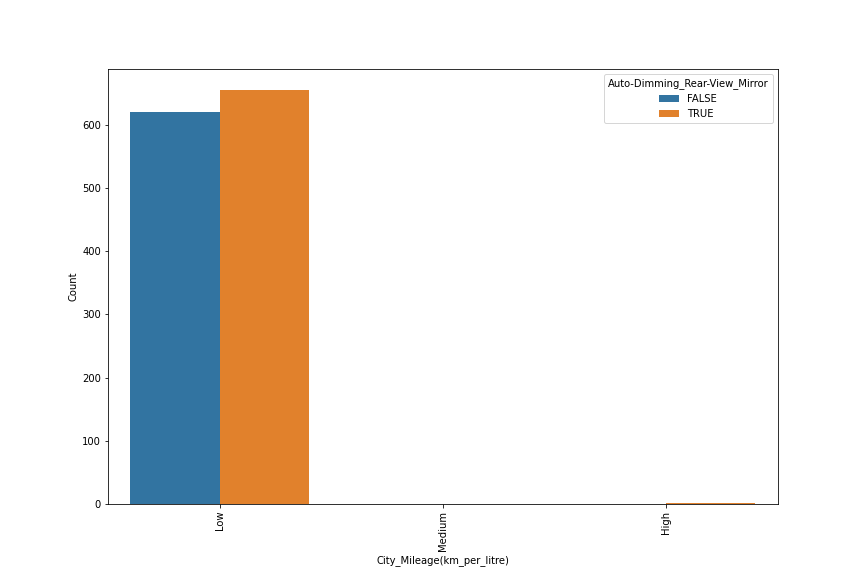 Auto-Dimming_Rear-View_Mirror
FALSE
TRUE
600
500
400
300
200
100
0
Count
Low
Medium
High
City_Mileage(km_per_litre)